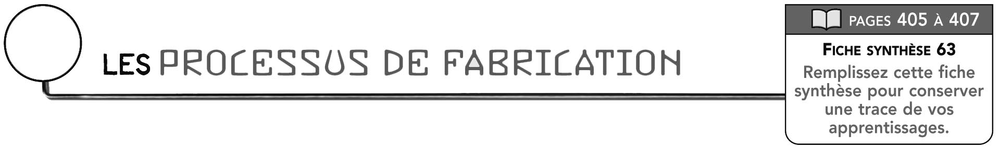 LES PROCESSUS DE FABRICATION
PAGES 405 À 407
FICHE SYNTHÈSE 63
Remplissez cette fiche
synthèse pour conserver
une trace de vos
apprentissages.